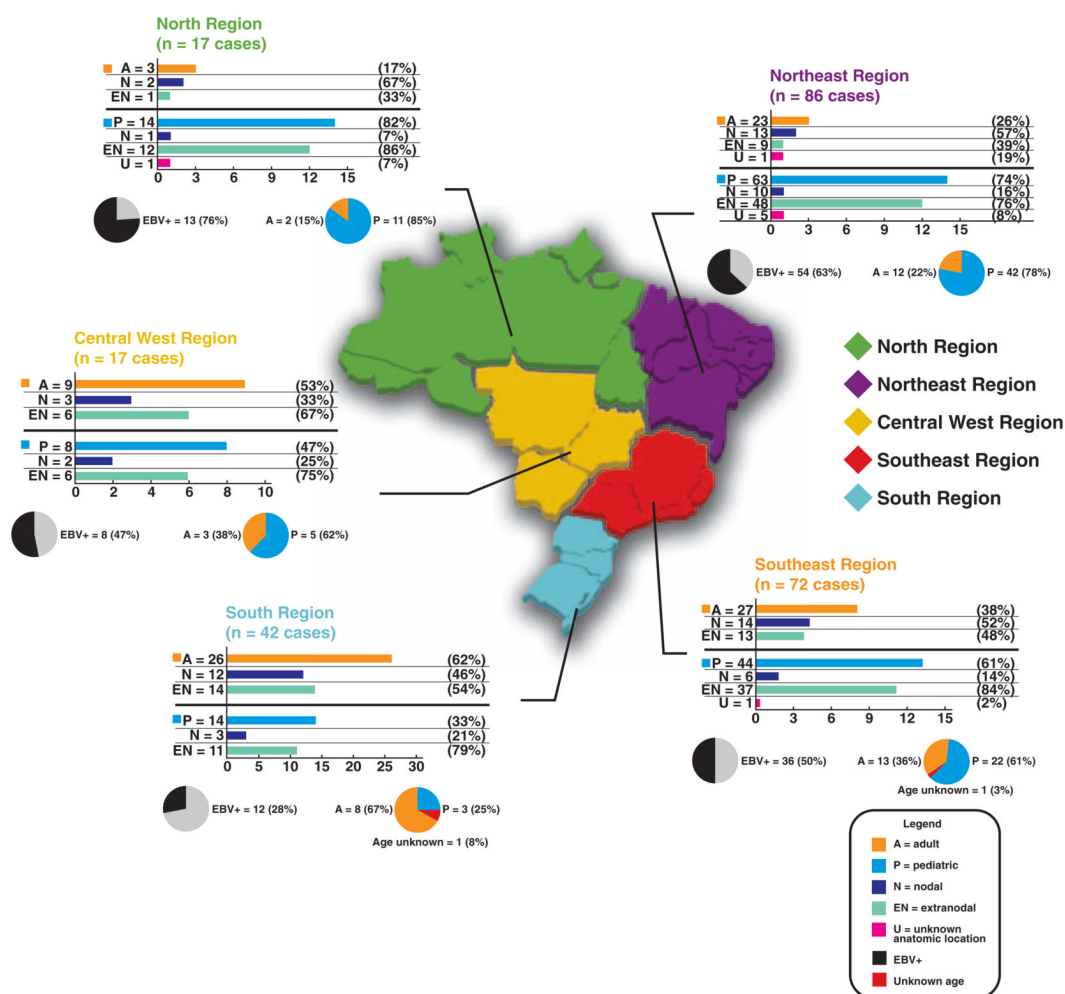 North Region
(n = 17 cases)
A = 3 (17%)
N = 2 (67%)
EN = 1 (33%)
P = 14 (82%)
N = 1 (7%)
EN = 12 (86%)
U = 1 (7%)
0 3 6 9 12 15
EBV+ = 13 (76%)
A = 2 (15%)
P = 11 (85%)
Northeast Region
(n = 86 cases)
A = 23 (26%)
N = 13 (57%)
EN = 9 (39%)
U = 1 (19%)
P = 63 (74%)
N = 10 (16%)
EN = 48 (76%)
U = 5 (8%)
0 3 6 9 12 15
EBV+ = 54 (63%)
A = 12 (22%)
P = 42 (78%)
Central West Region
(n = 17 cases)
A = 9 (53%)
N = 3 (33%)
EN = 6 (67%)
P = 8 (47%)
N = 2 (25%)
EN = 6 (75%)
0 2 4 6 8 10
EBV+ = 8 (47%)
A = 3 (38%)
P = 5 (62%)
North Region
Northeast Region
Central West Region
Southeast Region
South Region
South Region
(n = 42 cases)
A = 26 (62%)
N = 12 (46%)
EN = 14 (54%)
P = 14 (33%)
N = 3 (21%)
EN = 11 (79%)
0 5 10 15 20 25 30
EBV+ = 12 (28%)
A = 8 (67%)
P = 3 (25%)
Age unknown = 1 (8%)
Southeast Region
(n = 72 cases)
A = 27 (38%)
N = 14 (52%)
EN = 13 (48%)
P = 44 (61%)
N = 6 (14%)
EN = 37 (84%)
U = 1 (2%)
0 3 6 9 12 15
EBV+ = 36 (50%)
A = 13 (36%)
P = 22 (61%)
Age unknown = 1 (3%)
Legend
A = adult
P = pediatric
N = nodal
EN = extranodal
U = unknown
anatomic location
EBV+
Unknown age